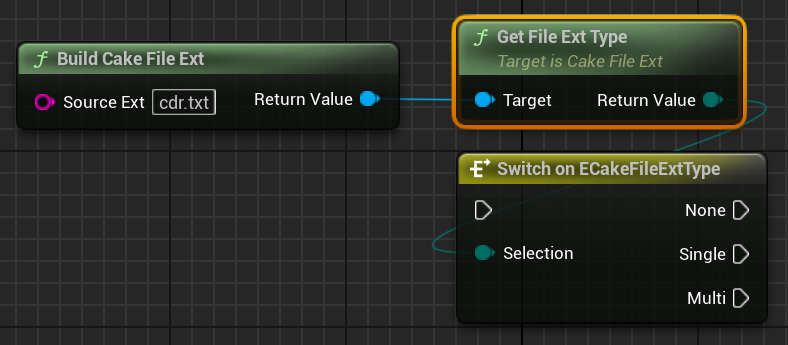 Build Cake File Ext
Source Ext cdr.txt Return Value
Get File Ext Type
Target is Cake File Ext
Target Return Value
Switch on ECakeFileExtType
None
Selection Single
Multi